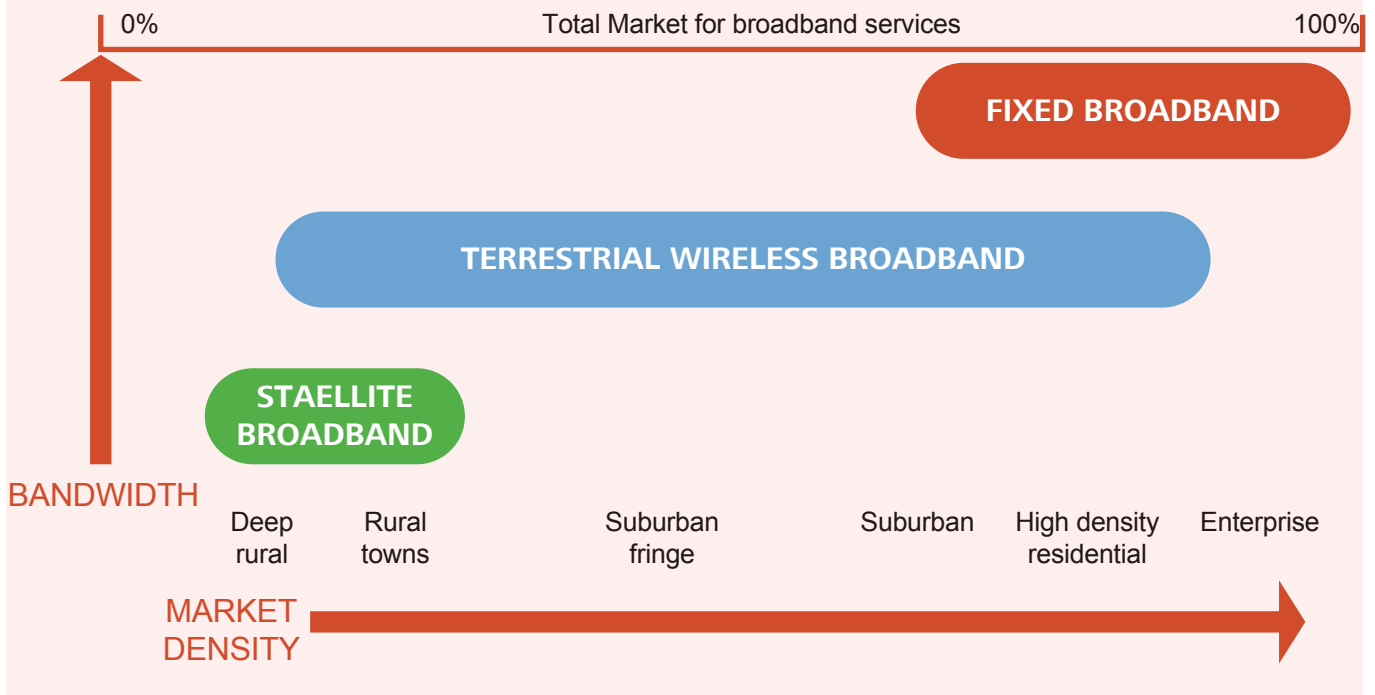 0% Total Market for broadband services 100%
FIXED BROADBAND
TERRESTRIAL WIRELESS BROADBAND
STAELLITE
BROADBAND
BANDWIDTH
Deep
rural
Rural
towns
Suburban
fringe
Suburban
High density
residential
Enterprise
MARKET
DENSITY